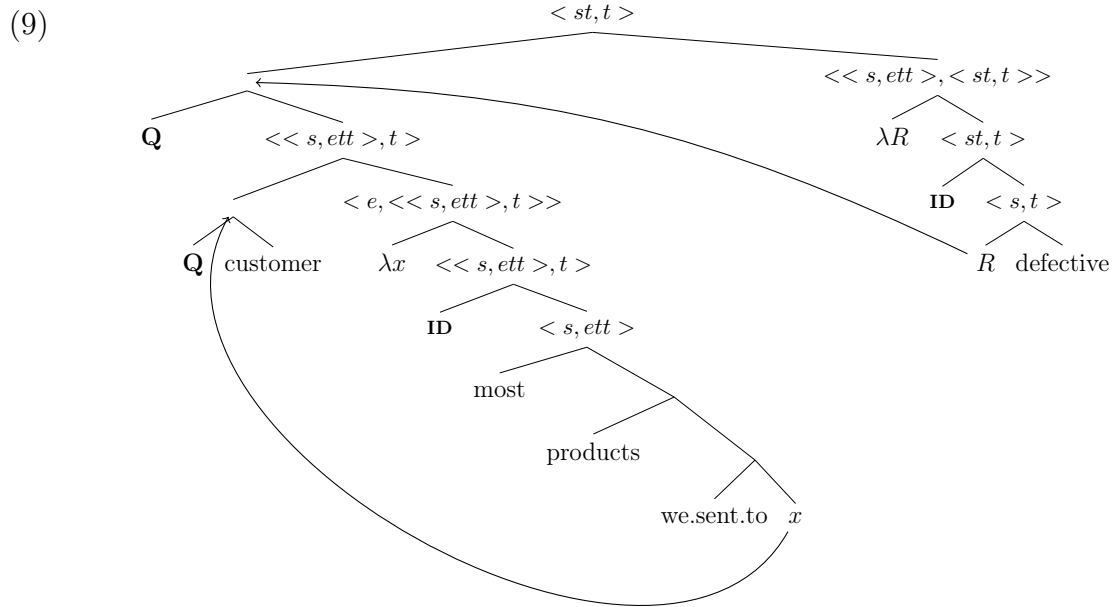 (9)
< st, t >
<< s, ett >, < st, t >>
Q << s, ett >, t > λR < st, t >
< e, << s, ett >, t >> ID < s, t >
Q customer λx << s, ett >, t > R defective
ID < s, ett >
most
products
we.sent.to x